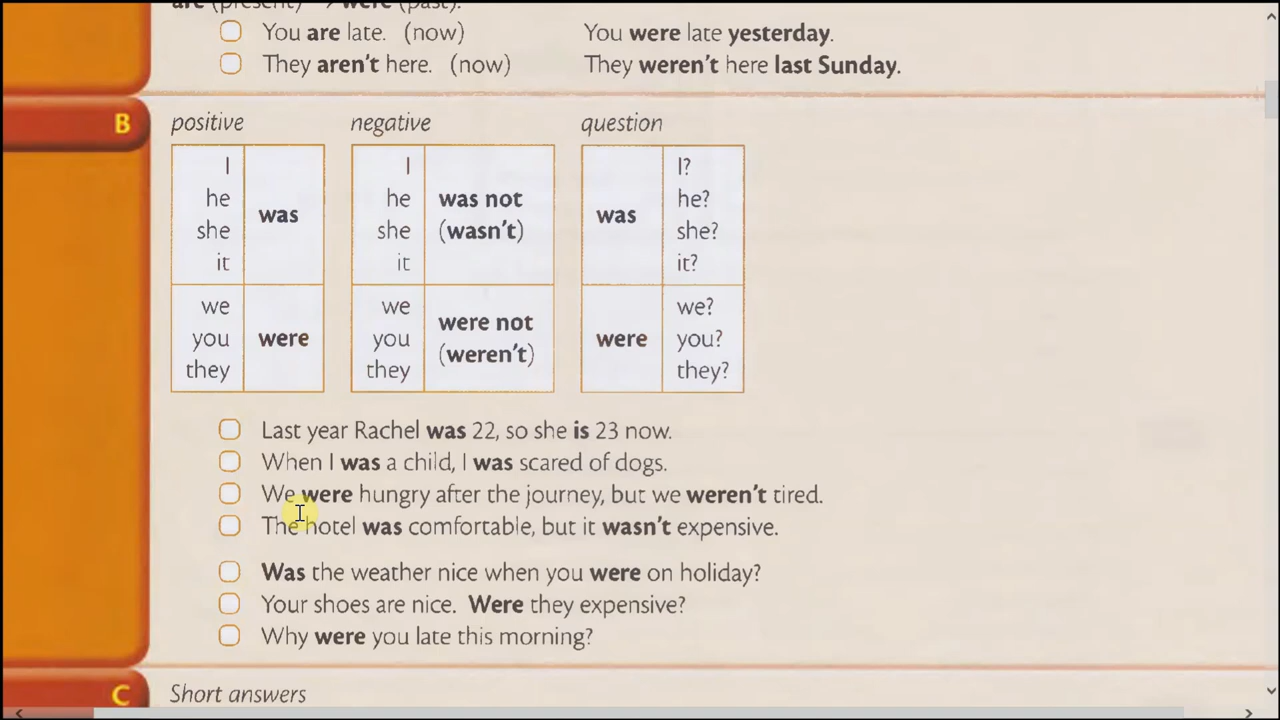 are (present) → were (past):
You are late. (now) You were late yesterday.
They aren't here. (now) They weren't here last Sunday.
B
positive negative question
I
he
she
it
was
we
you
they
were
I
he
she
it
was not
(wasn't)
we
you
they
were not
(weren't)
was
I?
he?
she?
it?
were
we?
you?
they?
Last year Rachel was 22, so she is 23 now.
When I was a child, I was scared of dogs.
We were hungry after the journey, but we weren't tired.
The hotel was comfortable, but it wasn't expensive.
Was the weather nice when you were on holiday?
Your shoes are nice. Were they expensive?
Why were you late this morning?
C Short answers